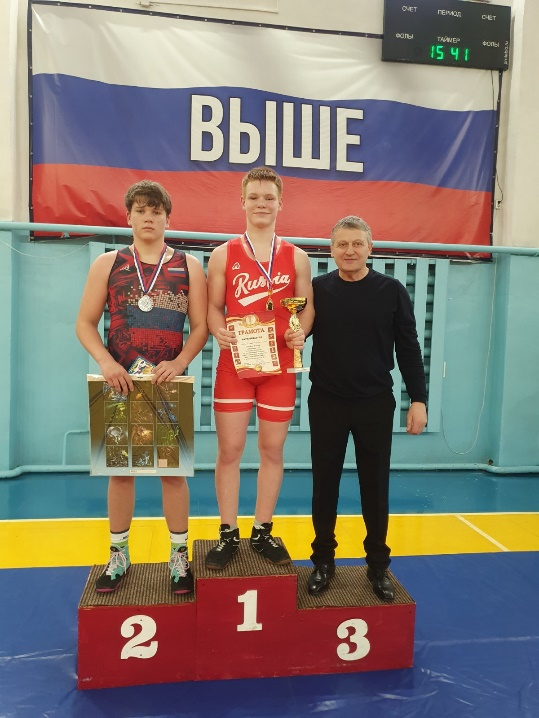 СЧЕТ ПЕРИОД СЧЕТ
ФОЛЫ ТАЙМЕР ФОЛЫ
15 41
ВЫШЕ
Russia
ГРАМОТА
2
1
3